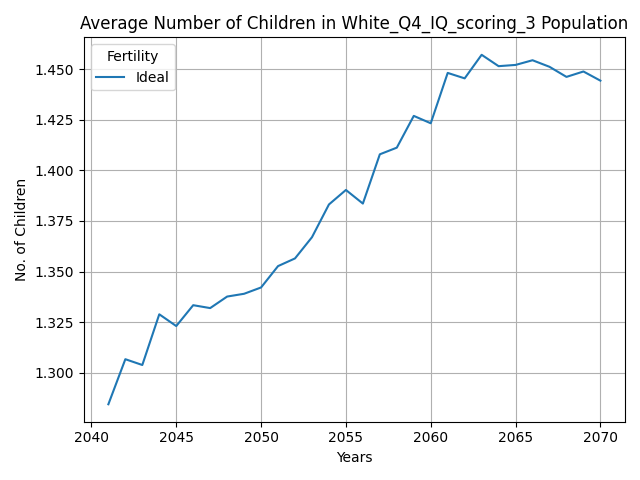 Average Number of Children in White_Q4_IQ_scoring_3 Population
Fertility
Ideal
No. of Children
1.450
1.425
1.400
1.375
1.350
1.325
1.300
2040 2045 2050 2055 2060 2065 2070
Years